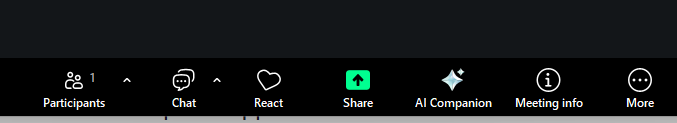 1
Participants
Chat
React
Share
AI Companion
Meeting info
More